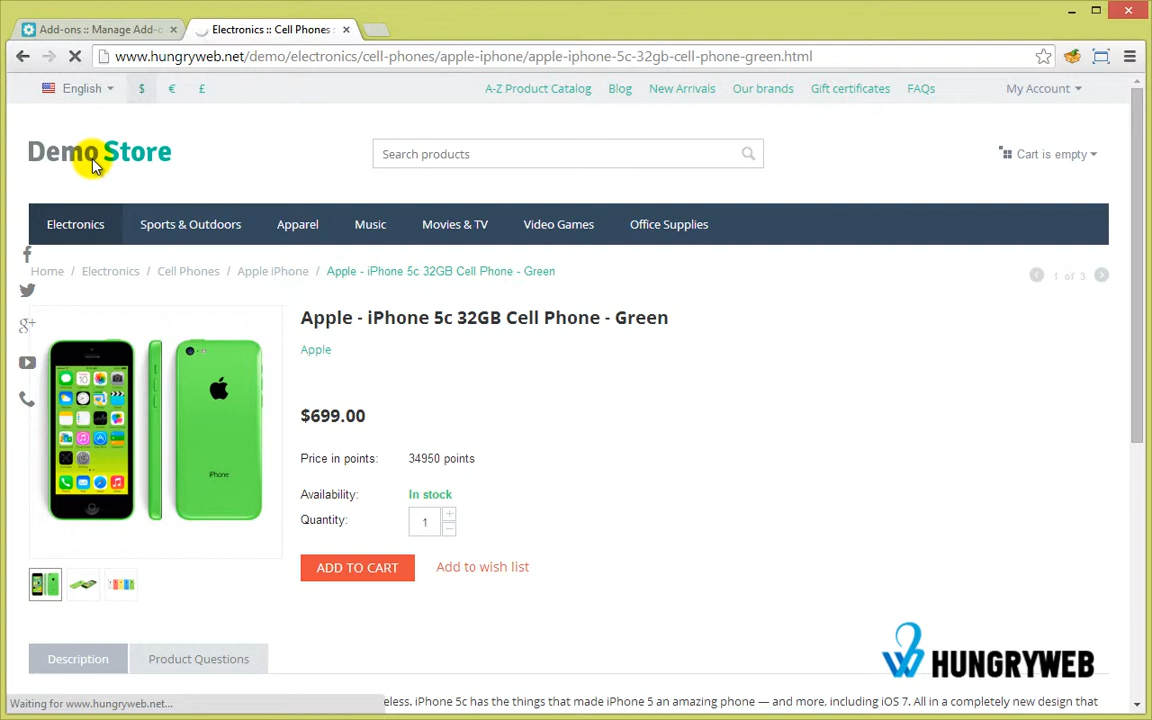 Add-ons :: Manage Add-o
Electronics :: Cell Phones :
www.hungryweb.net/demo/electronics/cell-phones/apple-iphone/apple-iphone-5c-32gb-cell-phone-green.html
English $ € £ A-Z Product Catalog Blog New Arrivals Our brands Gift certificates FAQs My Account
Demo Store
Search products
Cart is empty
Electronics Sports & Outdoors Apparel Music Movies & TV Video Games Office Supplies
Home / Electronics / Cell Phones / Apple iPhone / Apple - iPhone 5c 32GB Cell Phone - Green
1 of 3
Apple - iPhone 5c 32GB Cell Phone - Green
Apple
$699.00
Price in points: 34950 points
Availability: In stock
Quantity: 1
ADD TO CART Add to wish list
iPhone
Description Product Questions
HUNGRYWEB
Waiting for www.hungryweb.net...
eless. iPhone 5c has the things that made iPhone 5 an amazing phone — and more, including iOS 7. All in a completely new design that